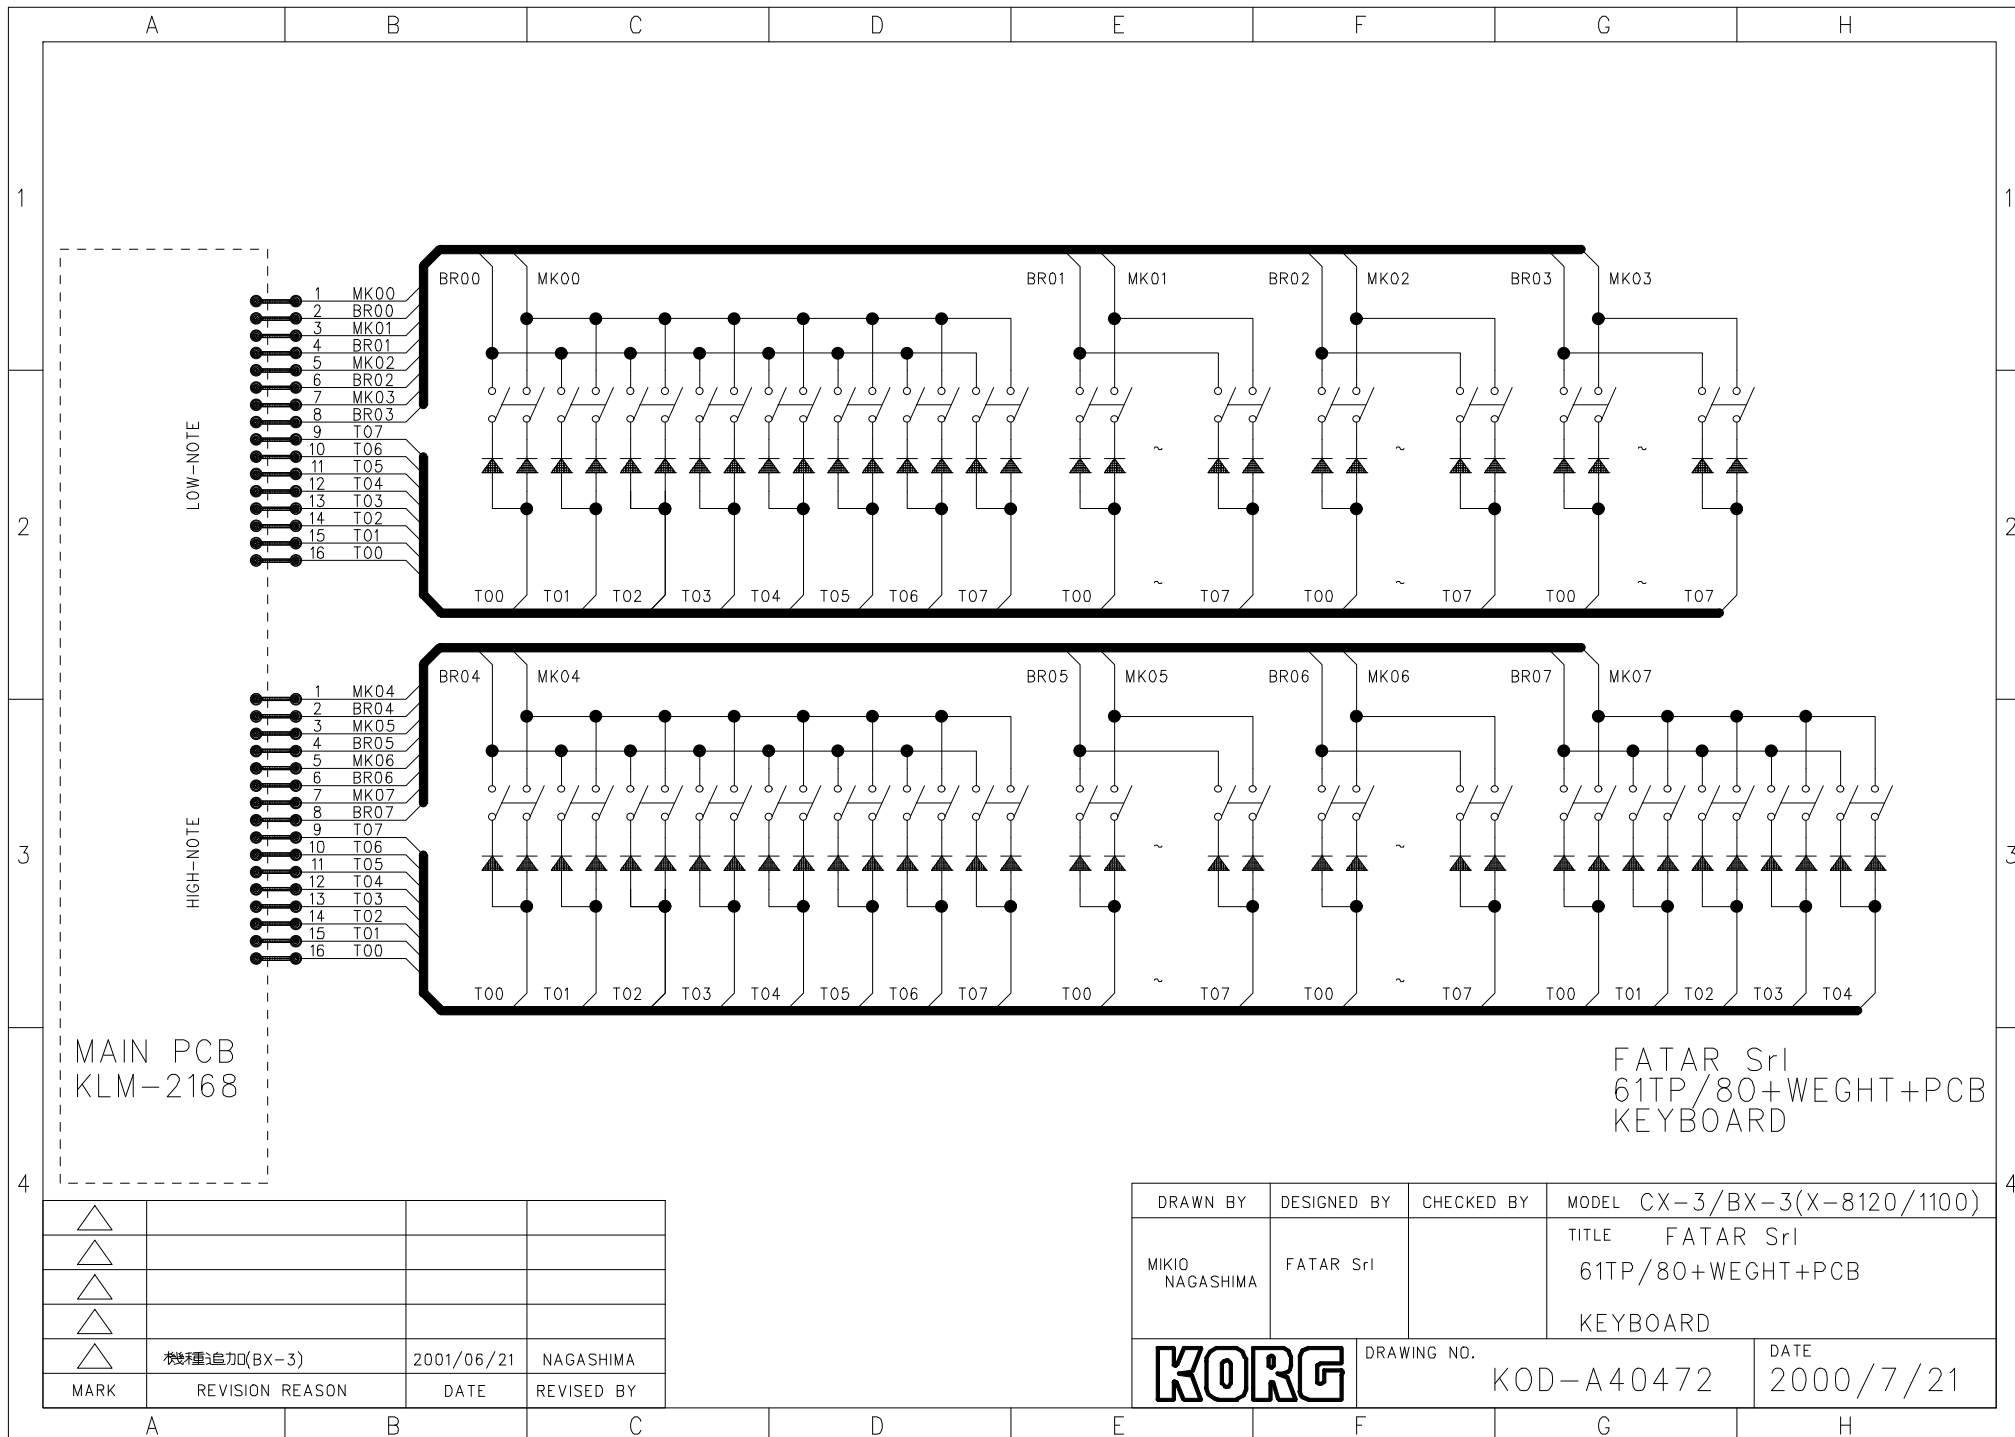 A B C D E F G H
1 1
BR00 MK00 BR01 MK01 BR02 MK02 BR03 MK03
LOW-NOTE
1 MK00
2 BR00
3 MK01
4 BR01
5 MK02
6 BR02
7 MK03
8 BR03
9 T07
10 T06
11 T05
12 T04
13 T03
14 T02
15 T01
16 T00
~ ~ ~
2 2
~ ~ ~
T00 T01 T02 T03 T04 T05 T06 T07 T00 T07 T00 T07 T00 T07
BR04 MK04 BR05 MK05 BR06 MK06 BR07 MK07
HIGH-NOTE
1 MK04
2 BR04
3 MK05
4 BR05
5 MK06
6 BR06
7 MK07
8 BR07
9 T07
10 T06
11 T05
12 T04
13 T03
14 T02
15 T01
16 T00
~ ~
3 3
~ ~
T00 T01 T02 T03 T04 T05 T06 T07 T00 T07 T00 T07 T00 T01 T02 T03 T04
MAIN PCB
KLM-2168
FATAR Srl
61TP/80+WEGHT+PCB
KEYBOARD
4 4
機種追加(BX-3) 2001/06/21 NAGASHIMA
MARK REVISION REASON DATE REVISED BY
DRAWN BY DESIGNED BY CHECKED BY MODEL CX-3/BX-3(X-8120/1100)
MIKIO
NAGASHIMA
FATAR Srl
TITLE FATAR Srl
61TP/80+WEGHT+PCB
KEYBOARD
KORG
DRAWING NO.
KOD-A40472
DATE
2000/7/21
A B C D E F G H